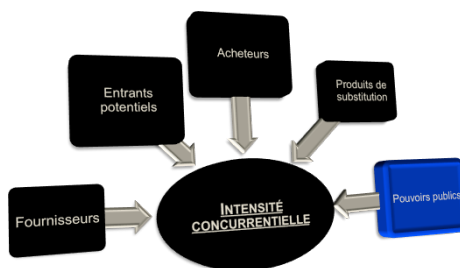 Acheteurs
Entrants
potentiels
Produits de
substitution
Fournisseurs
INTENSITÉ
CONCURRENTIELLE
Pouvoirs publics